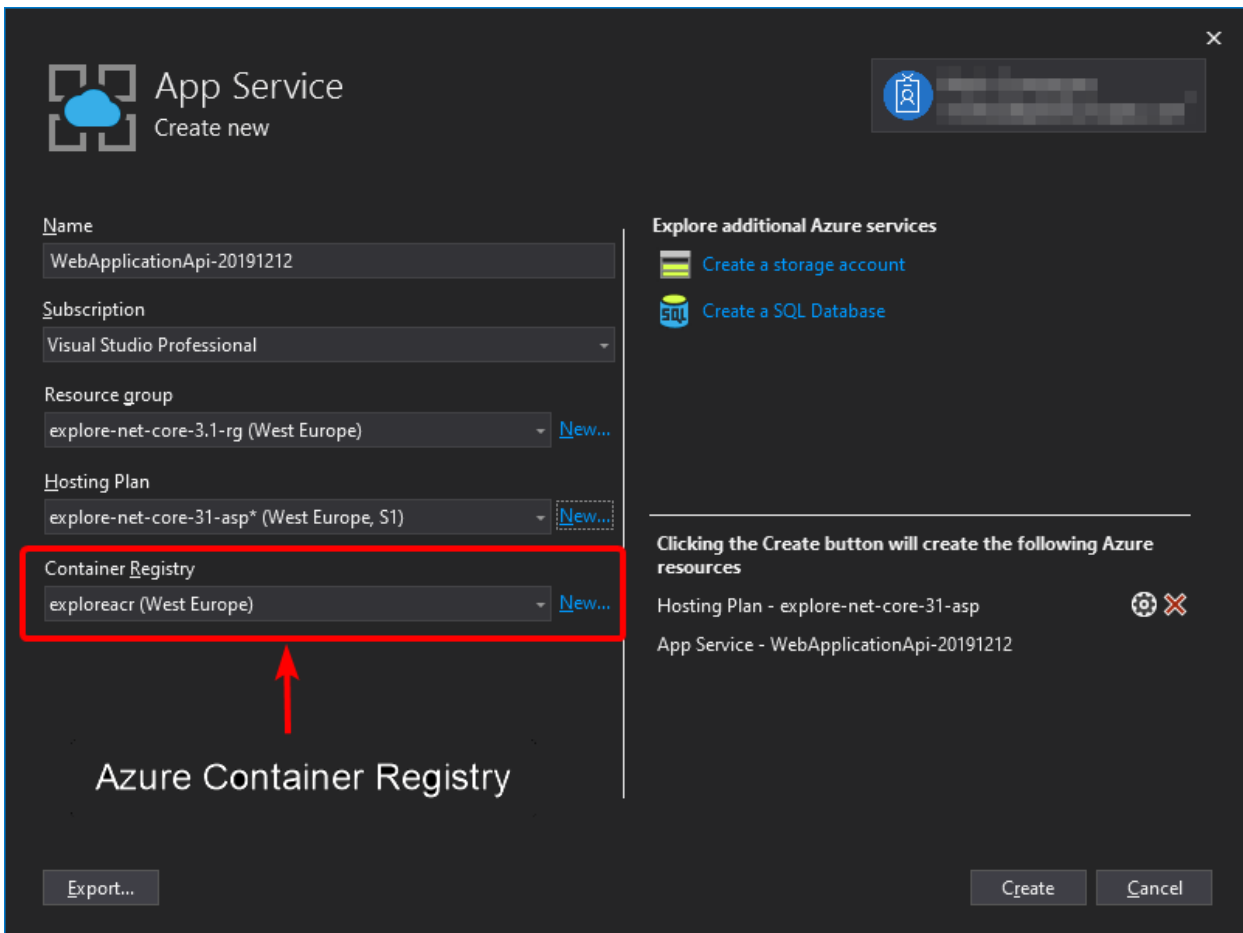 App Service
Create new
Name
WebApplicationApi-20191212
Subscription
Visual Studio Professional
Resource group
explore-net-core-3.1-rg (West Europe)
New...
Hosting Plan
explore-net-core-31-asp* (West Europe, S1)
New...
Container Registry
exploreacr (West Europe)
New...
Azure Container Registry
Explore additional Azure services
Create a storage account
SQL
Create a SQL Database
Clicking the Create button will create the following Azure
resources
Hosting Plan - explore-net-core-31-asp
App Service - WebApplicationApi-20191212
Export...
Create
Cancel